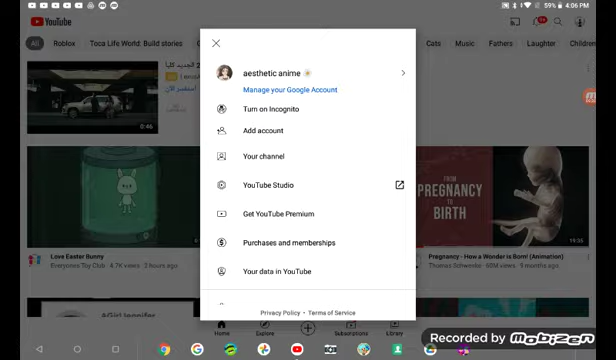 59% 4:06 PM
YouTube
All Roblox Toca Life World: Build stories Cats Music Fathers Laughter Children
aesthetic anime
Manage your Google Account
Turn on Incognito
Add account
Your channel
YouTube Studio
Get YouTube Premium
Purchases and memberships
Your data in YouTube
Privacy Policy • Terms of Service
0:46
FROM
PREGNANCY
TO
BIRTH
19:35
Love Easter Bunny
Everyones Toy Club · 4.7K views · 2 hours ago
Pregnancy - How a Wonder is Born! (Animation)
Thomas Schwenke · 60M views · 9 months ago
Home Explore Subscriptions Library
Recorded by MOBIZEN